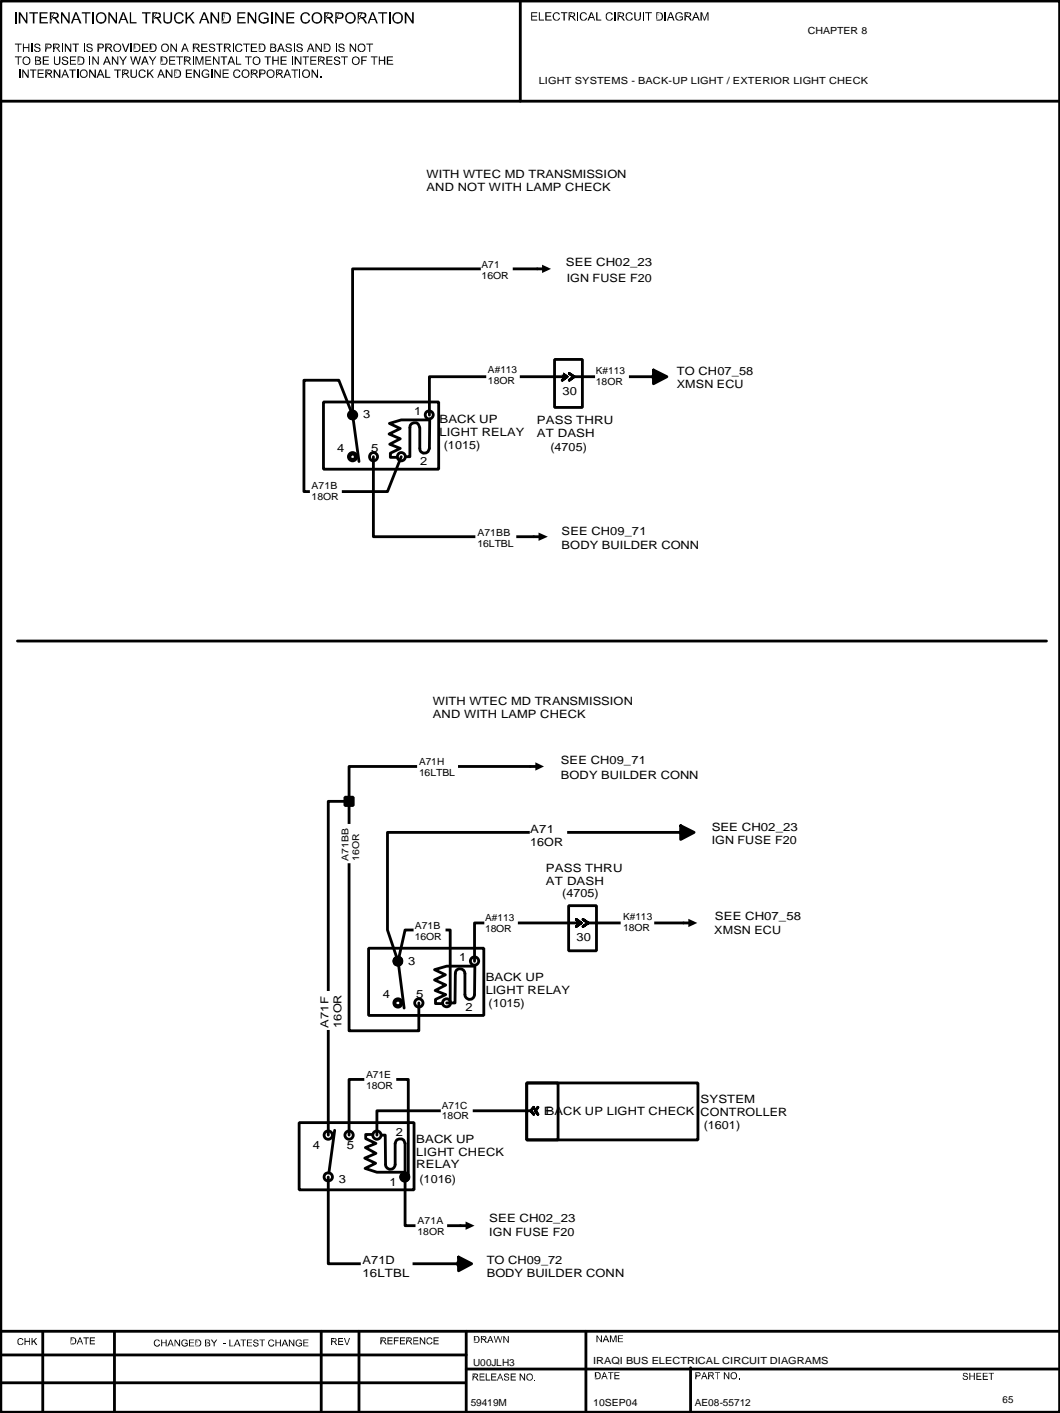 INTERNATIONAL TRUCK AND ENGINE CORPORATION
THIS PRINT IS PROVIDED ON A RESTRICTED BASIS AND IS NOT
TO BE USED IN ANY WAY DETRIMENTAL TO THE INTEREST OF THE
INTERNATIONAL TRUCK AND ENGINE CORPORATION.
ELECTRICAL CIRCUIT DIAGRAM
CHAPTER 8
LIGHT SYSTEMS - BACK-UP LIGHT / EXTERIOR LIGHT CHECK
WITH WTEC MD TRANSMISSION
AND NOT WITH LAMP CHECK
A71
16OR
SEE CH02_23
IGN FUSE F20
A#113
18OR
30
K#113
18OR
TO CH07_58
XMSN ECU
PASS THRU
AT DASH
(4705)
3
1
4
5
2
BACK UP
LIGHT RELAY
(1015)
A71B
18OR
A71BB
16LTBL
SEE CH09_71
BODY BUILDER CONN
WITH WTEC MD TRANSMISSION
AND WITH LAMP CHECK
A71H
16LTBL
SEE CH09_71
BODY BUILDER CONN
A71BB
16OR
A71
16OR
SEE CH02_23
IGN FUSE F20
PASS THRU
AT DASH
(4705)
A71B
16OR
A#113
18OR
30
K#113
18OR
SEE CH07_58
XMSN ECU
3
1
4
5
2
BACK UP
LIGHT RELAY
(1015)
A71F
16OR
A71E
18OR
A71C
18OR
BACK UP LIGHT CHECK
SYSTEM
CONTROLLER
(1601)
4
5
2
3
1
BACK UP
LIGHT CHECK
RELAY
(1016)
A71A
18OR
SEE CH02_23
IGN FUSE F20
A71D
16LTBL
TO CH09_72
BODY BUILDER CONN
CHK
DATE
CHANGED BY - LATEST CHANGE
REV
REFERENCE
DRAWN
U00JLH3
NAME
IRAQI BUS ELECTRICAL CIRCUIT DIAGRAMS
RELEASE NO.
59419M
DATE
10SEP04
PART NO.
AE08-55712
SHEET
65